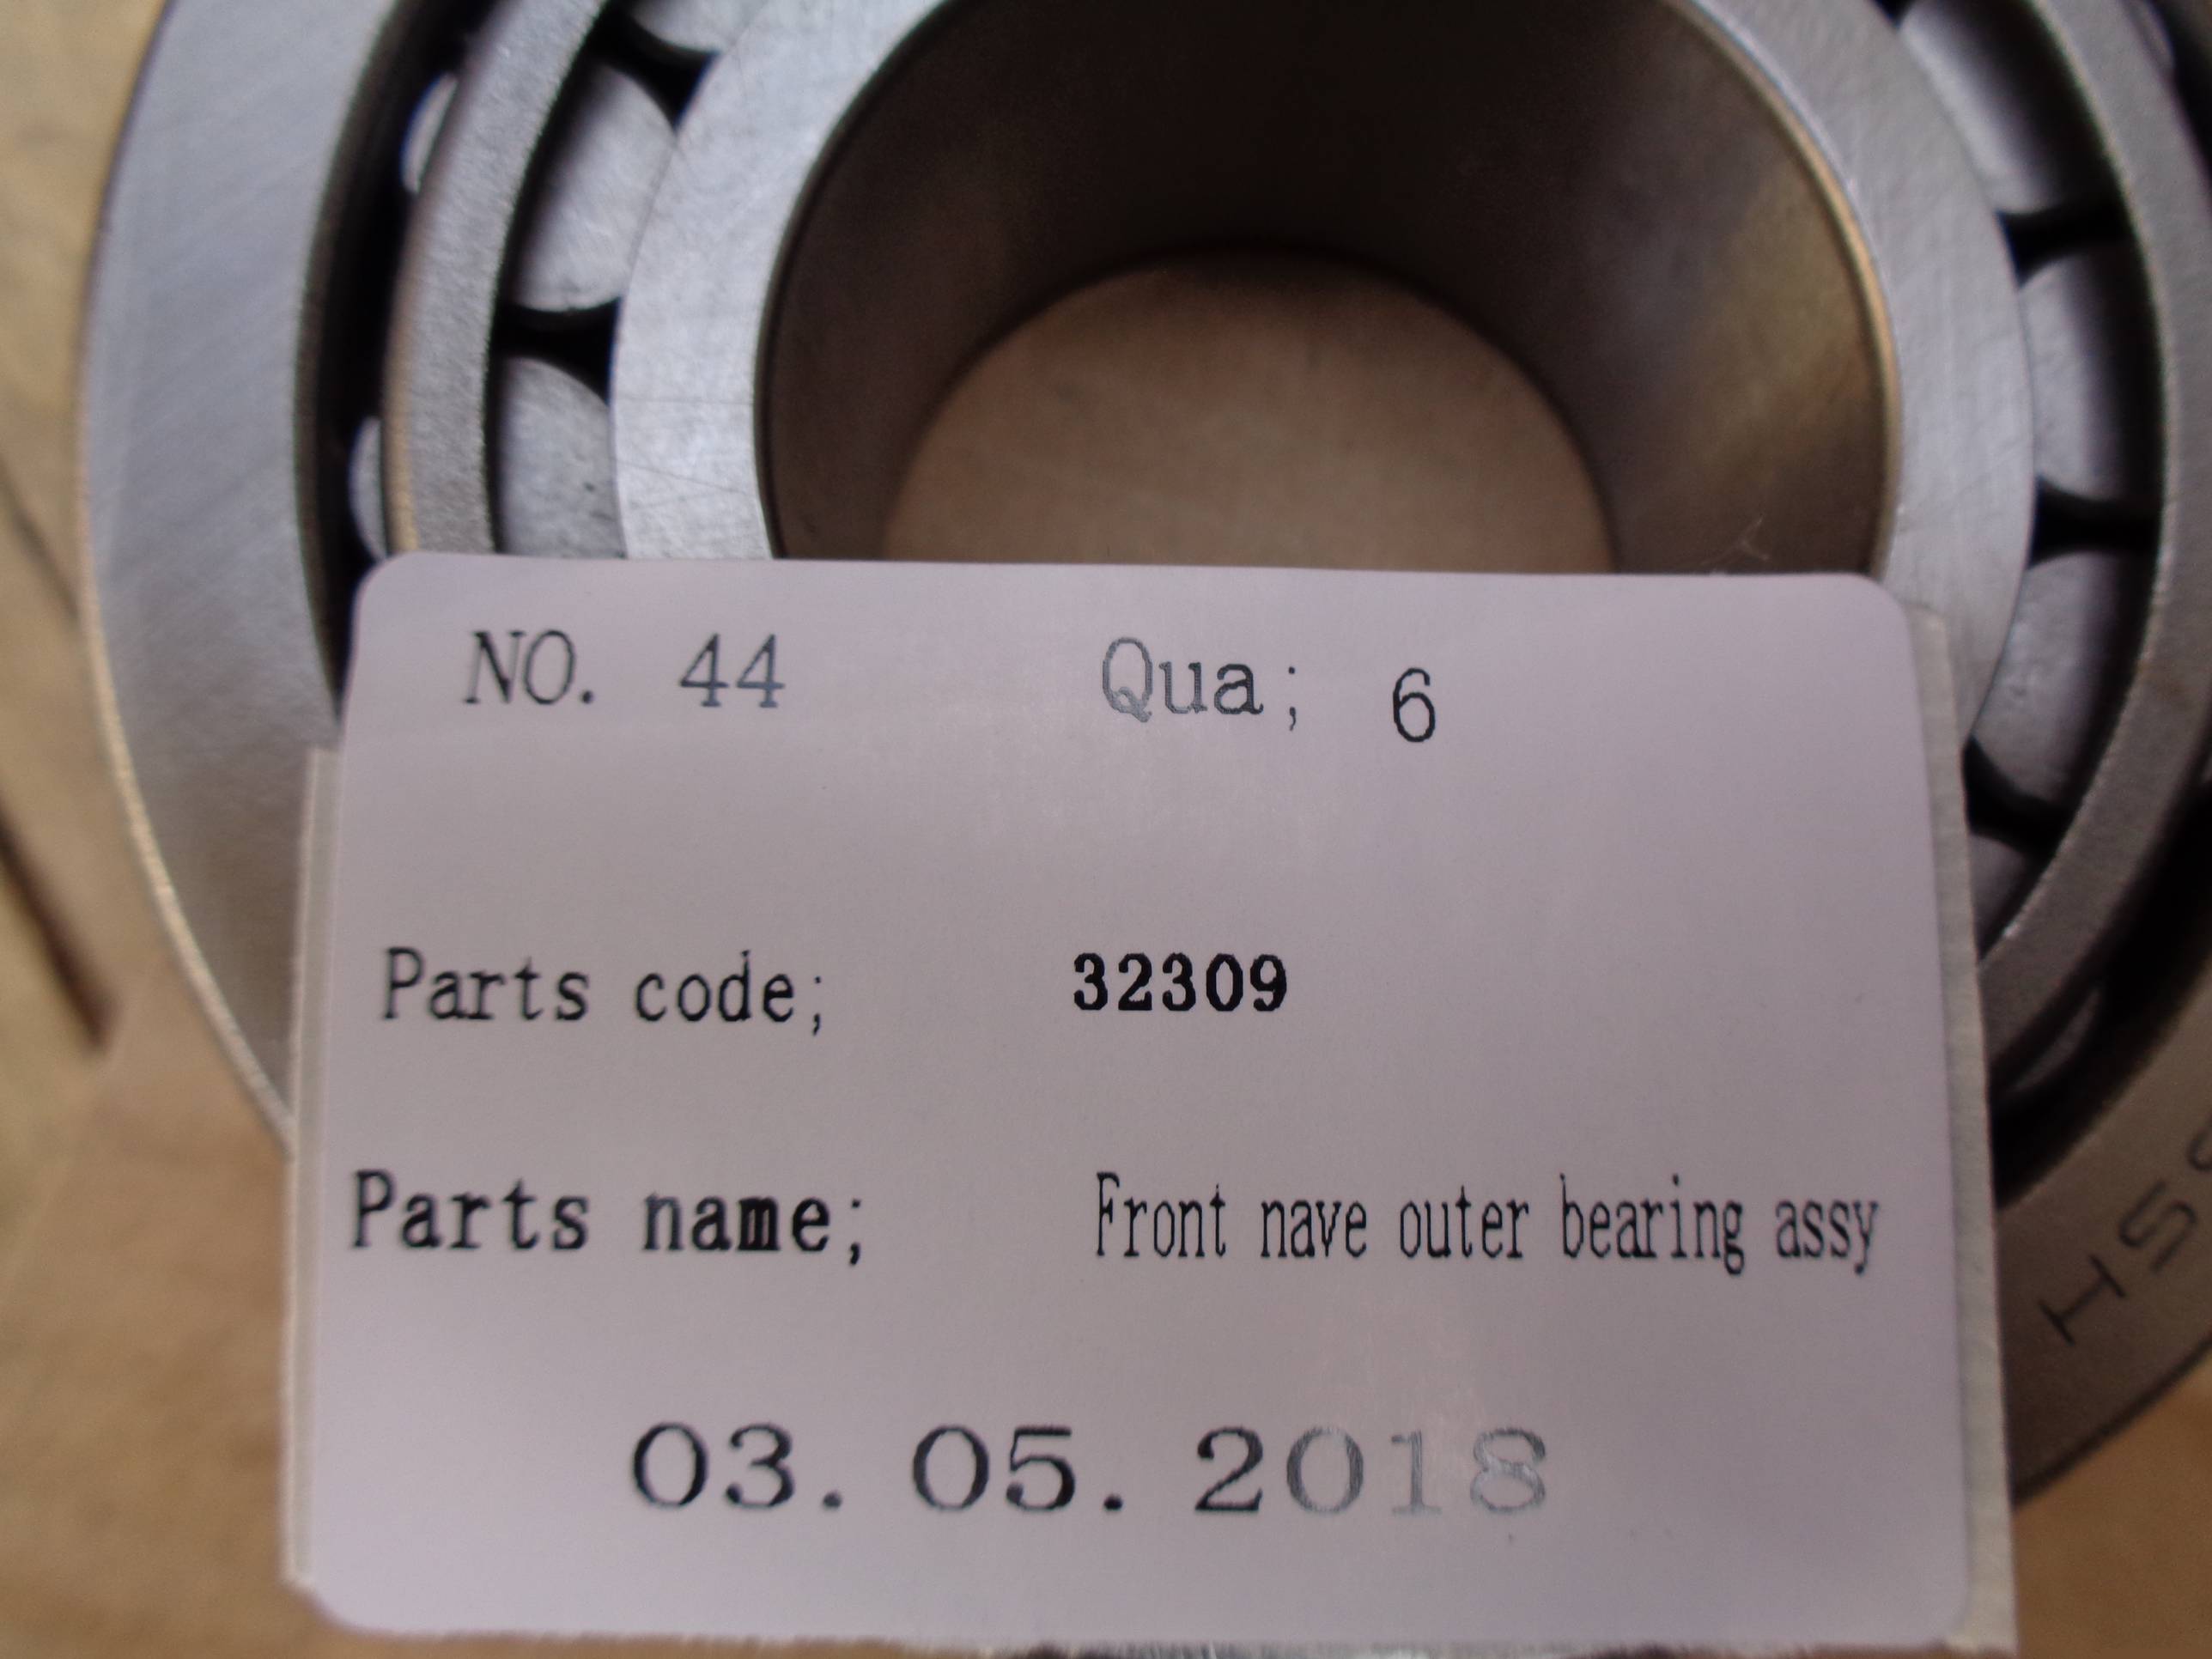 NO. 44 Qua; 6
Parts code; 32309
Parts name; Front nave outer bearing assy
03. 05. 2018